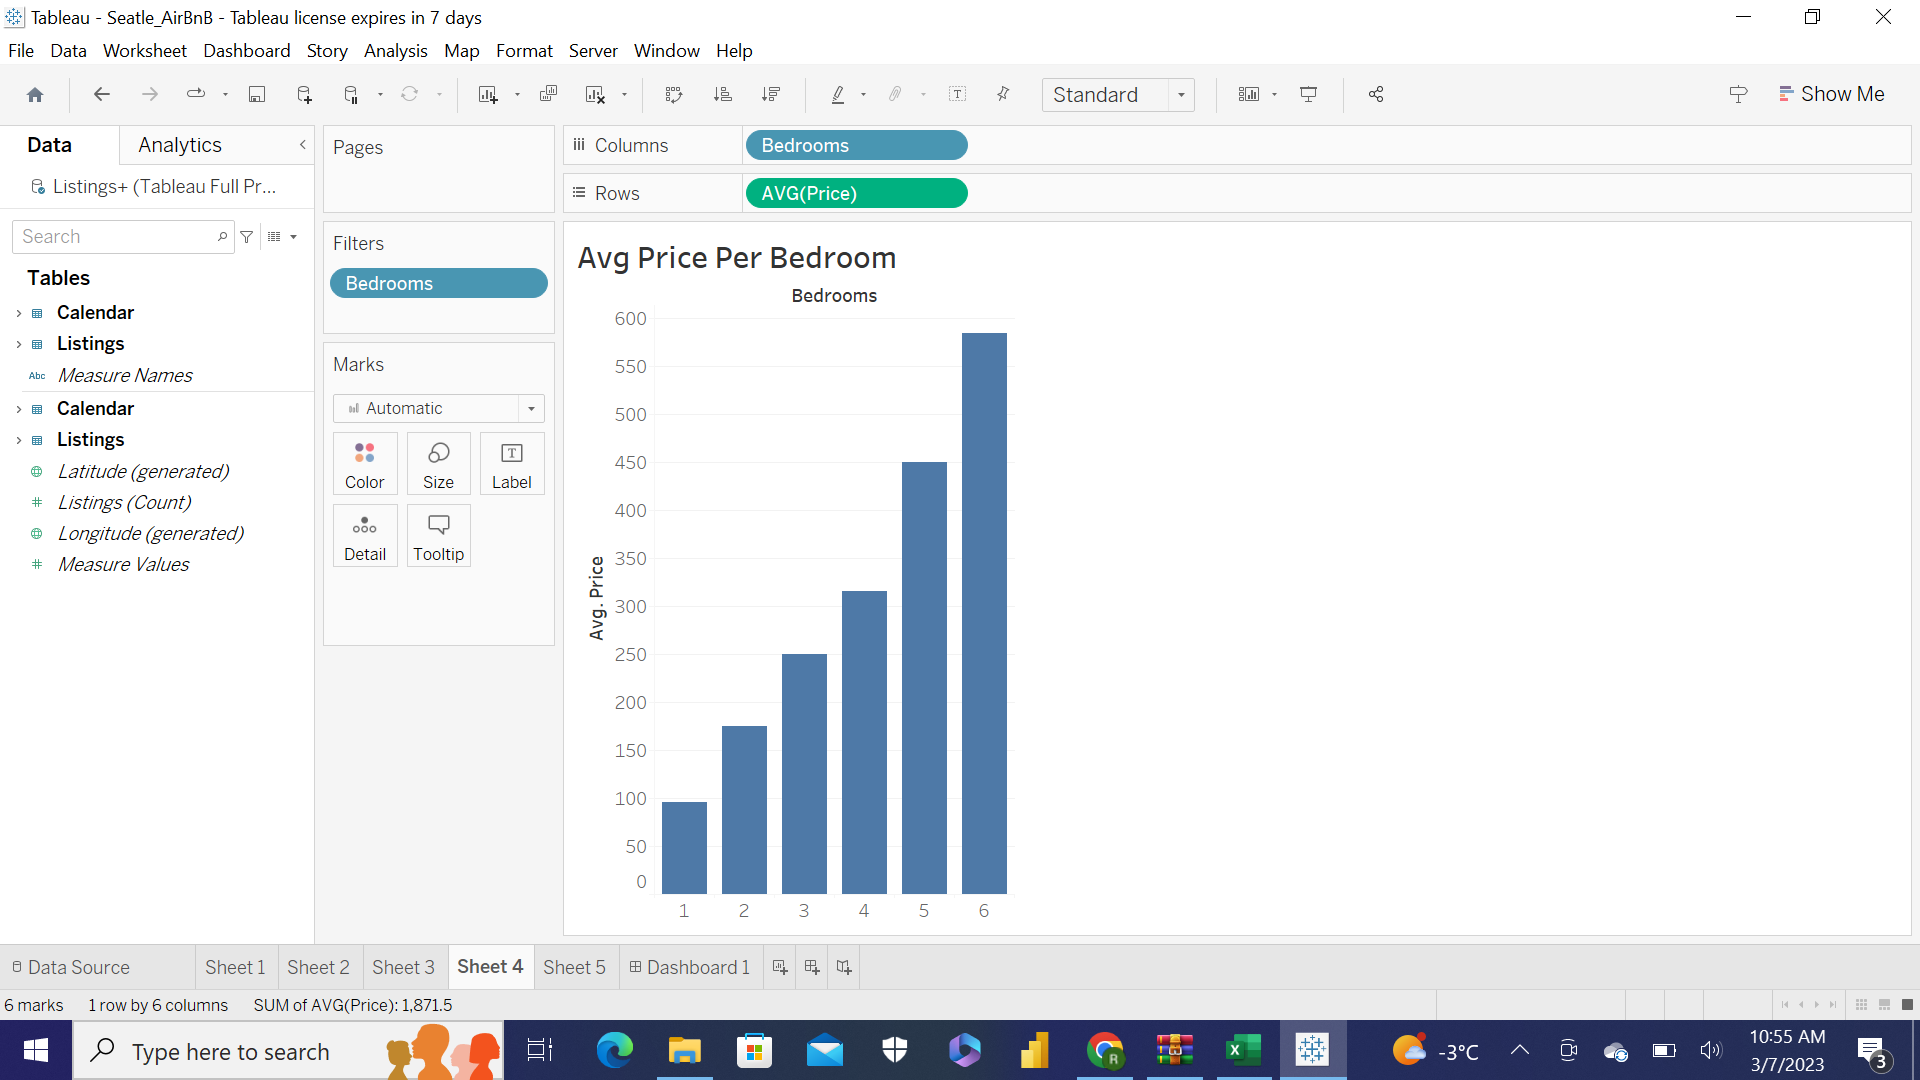 Tableau - Seatle_AirBnB - Tableau license expires in 7 days
File Data Worksheet Dashboard Story Analysis Map Format Server Window Help
Standard
Show Me
Data Analytics
Listings+ (Tableau Full Pr...
Search
Tables
Calendar
Listings
Abc Measure Names
Calendar
Listings
Latitude (generated)
Listings (Count)
Longitude (generated)
Measure Values
Pages
Filters
Bedrooms
Marks
Automatic
Color Size Label
Detail Tooltip
Columns Bedrooms
Rows AVG(Price)
Avg Price Per Bedroom
Bedrooms
Avg. Price
600
550
500
450
400
350
300
250
200
150
100
50
0
1 2 3 4 5 6
Data Source Sheet 1 Sheet 2 Sheet 3 Sheet 4 Sheet 5 Dashboard 1
6 marks 1 row by 6 columns SUM of AVG(Price): 1,871.5
Type here to search
-3°C
10:55 AM
3/7/2023
3